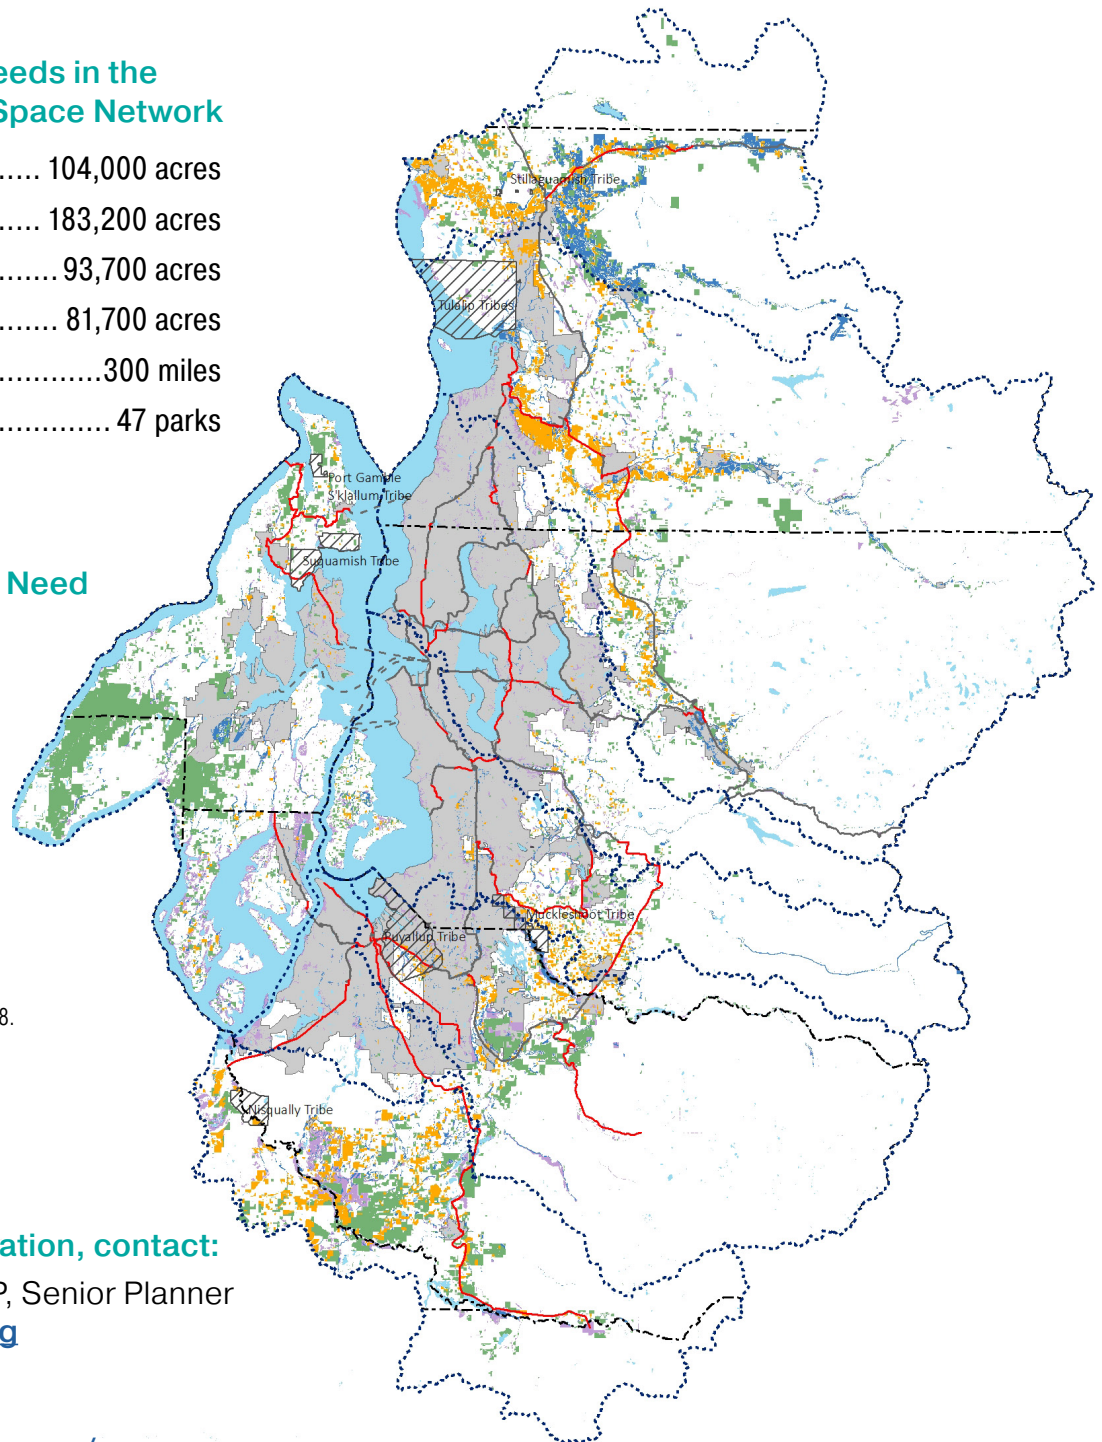 eeds in the
Space Network
..... 104,000 acres
..... 183,200 acres
........ 93,700 acres
........ 81,700 acres
.............300 miles
............... 47 parks
Stillaguamish Tribe
Tulalip Tribes
Port Gamble
S'klallum Tribe
Suquamish Tribe
Need
Muckleshoot Tribe
Puyallup Tribe
8.
Nisqually Tribe
ation, contact:
P, Senior Planner
g